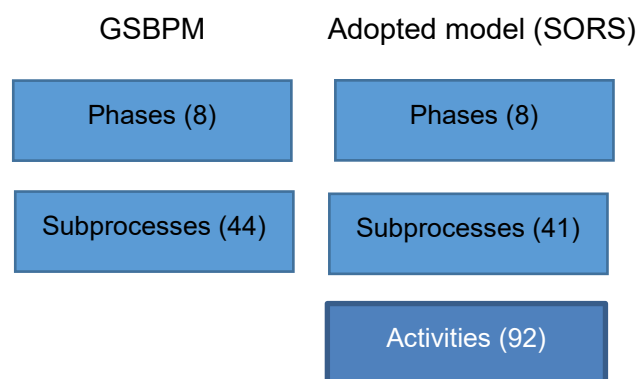 GSBPM
Adopted model (SORS)
Phases (8)
Phases (8)
Subprocesses (44)
Subprocesses (41)
Activities (92)